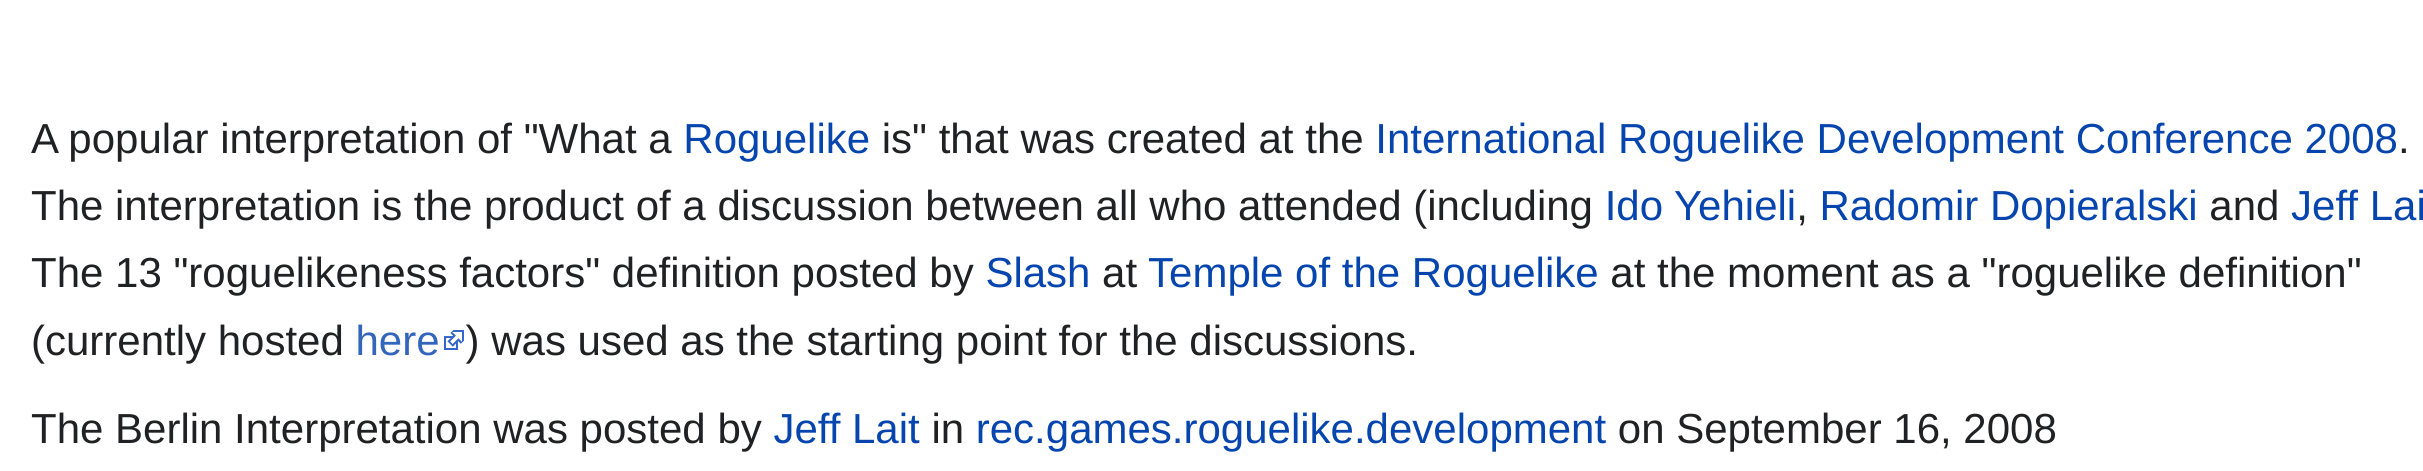 A popular interpretation of "What a Roguelike is" that was created at the International Roguelike Development Conference 2008.
The interpretation is the product of a discussion between all who attended (including Ido Yehieli, Radomir Dopieralski and Jeff Lai
The 13 "roguelikeness factors" definition posted by Slash at Temple of the Roguelike at the moment as a "roguelike definition"
(currently hosted here) was used as the starting point for the discussions.
The Berlin Interpretation was posted by Jeff Lait in rec.games.roguelike.development on September 16, 2008